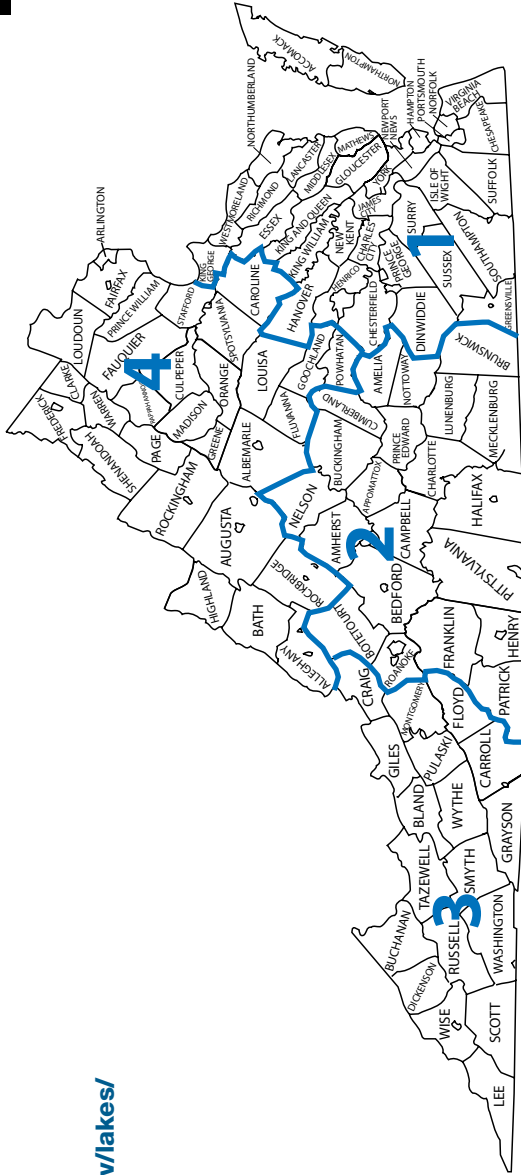 w/lakes/
LEE
SCOTT
WISE
DICKENSON
BUCHANAN
RUSSELL
WASHINGTON
3
TAZEWELL
SMYTH
GRAYSON
BLAND
WYTHE
CARROLL
GILES
PULASKI
MONTGOMERY
FLOYD
PATRICK
CRAIG
ROANOKE
FRANKLIN
HENRY
ALLEGHANY
BOTETOURT
BEDFORD
PITTSYLVANIA
BATH
HIGHLAND
ROCKBRIDGE
AMHERST
2
CAMPBELL
HALIFAX
AUGUSTA
NELSON
APPOMATTOX
BUCKINGHAM
PRINCE
EDWARD
CHARLOTTE
MECKLENBURG
LUNENBURG
CUMBERLAND
NOTTOWAY
AMELIA
POWHATAN
BRUNSWICK
ROCKINGHAM
ALBEMARLE
FLUVANNA
GOOCHLAND
LOUISA
SHENANDOAH
PAGE
GREENE
MADISON
ORANGE
SPOTSYLVANIA
CULPEPER
RAPPAHANNOCK
4
WARREN
FREDERICK
CLARKE
FAUQUIER
LOUDOUN
PRINCE WILLIAM
FAIRFAX
ARLINGTON
STAFFORD
KING
GEORGE
CAROLINE
HANOVER
HENRICO
CHESTERFIELD
DINWIDDIE
GREENSVILLE
SUSSEX
1
PRINCE
GEORGE
SURRY
SOUTHAMPTON
CHARLES
CITY
NEW
KENT
JAMES
CITY
KING WILLIAM
KING AND QUEEN
ESSEX
WESTMORELAND
RICHMOND
NORTHUMBERLAND
LANCASTER
MIDDLESEX
MATHEWS
GLOUCESTER
YORK
NEWPORT
NEWS
HAMPTON
PORTSMOUTH
NORFOLK
VIRGINIA
BEACH
CHESAPEAKE
SUFFOLK
ISLE OF
WIGHT
ACCOMACK
NORTHAMPTON